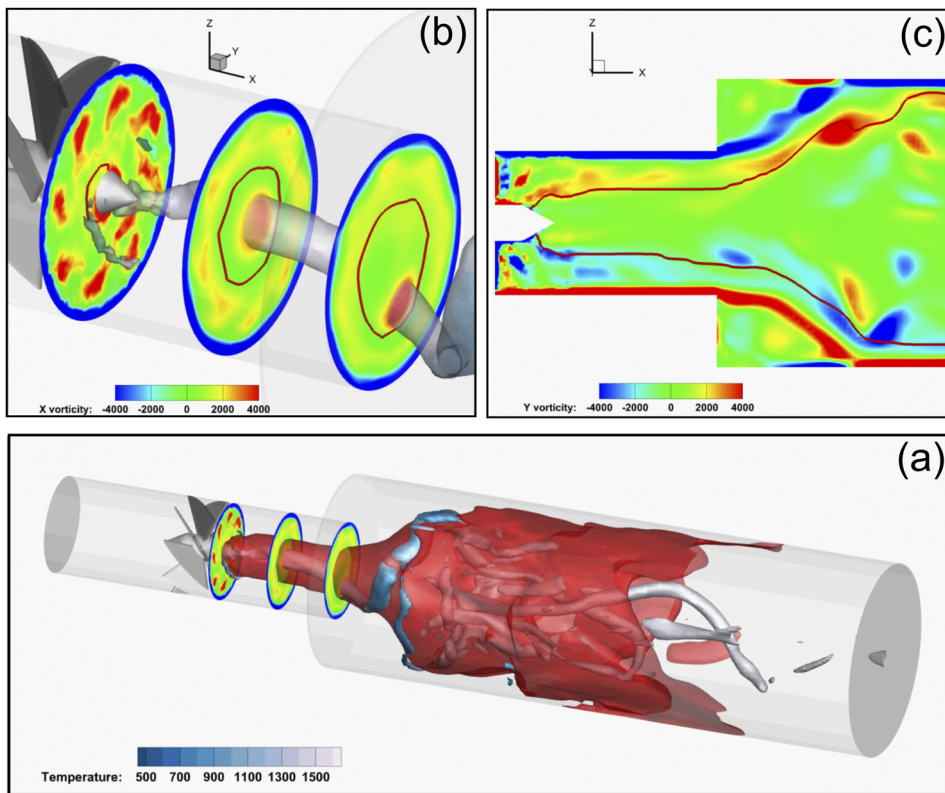 (b)
Z
Y
X
X vorticity: -4000 -2000 0 2000 4000
(c)
Z
Y
X
Y vorticity: -4000 -2000 0 2000 4000
(a)
Temperature: 500 700 900 1100 1300 1500